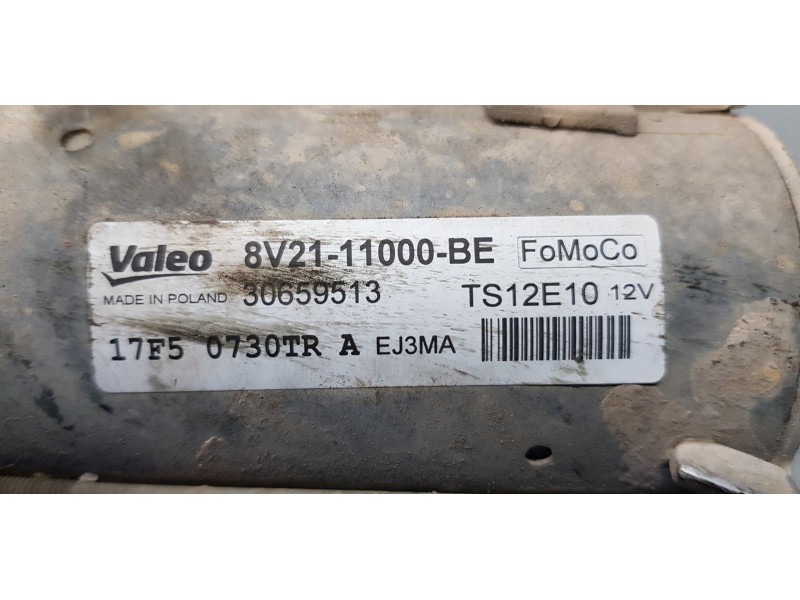 Valeo 8V21-11000-BE FoMoCo
MADE IN POLAND 30659513 TS12E10 12V
17F5 0730TR A EJ3MA